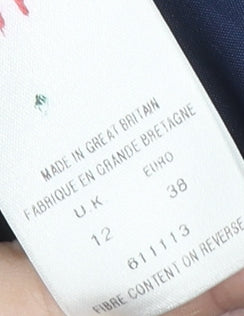 MADE IN GREAT BRITAIN
FABRIQUE EN GRANDE BRETAGNE
U.K EURO
12 38
611113
FIBRE CONTENT ON REVERSE